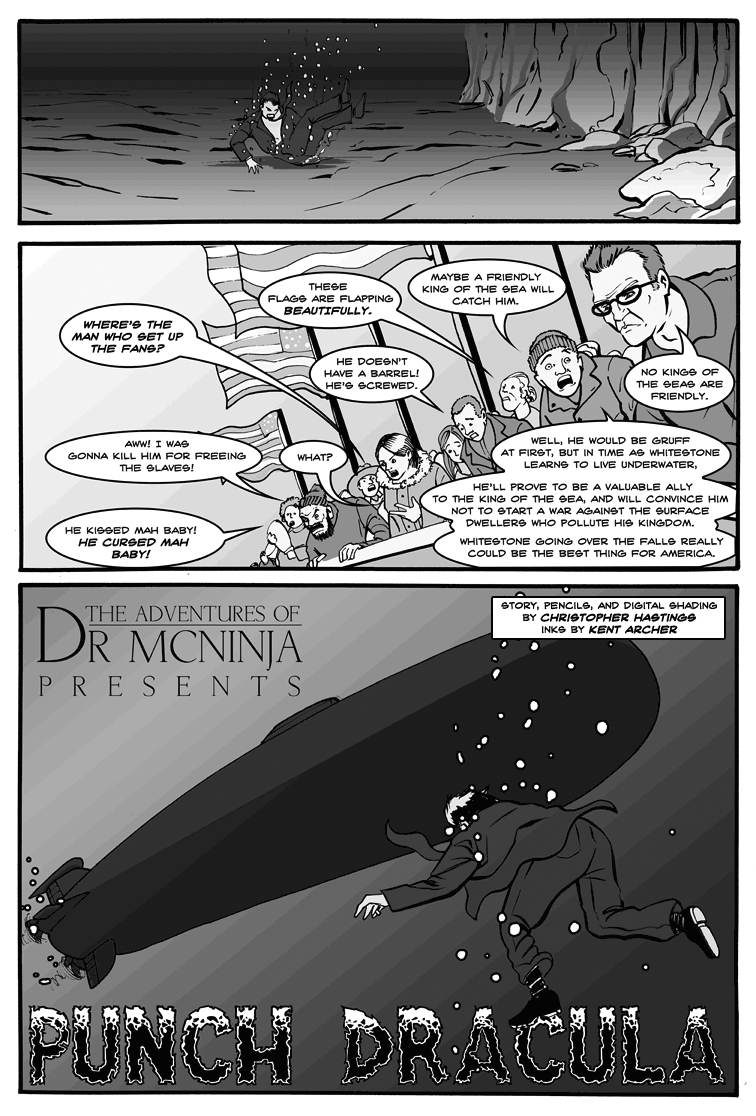 WHERE'S THE
MAN WHO SET UP
THE FANS?
THESE
FLAGS ARE FLAPPING
BEAUTIFULLY.
MAYBE A FRIENDLY
KING OF THE SEA WILL
CATCH HIM.
HE DOESN'T
HAVE A BARREL!
HE'S SCREWED.
NO KINGS OF
THE SEAS ARE
FRIENDLY.
AWW! I WAS
GONNA KILL HIM FOR FREEING
THE SLAVES!
WHAT?
WELL, HE WOULD BE GRUFF
AT FIRST, BUT IN TIME AS WHITESTONE
LEARNS TO LIVE UNDERWATER,
HE'LL PROVE TO BE A VALUABLE ALLY
TO THE KING OF THE SEA, AND WILL CONVINCE HIM
NOT TO START A WAR AGAINST THE SURFACE
DWELLERS WHO POLLUTE HIS KINGDOM.
WHITESTONE GOING OVER THE FALLS REALLY
COULD BE THE BEST THING FOR AMERICA.
HE KISSED MAH BABY!
HE CURSED MAH
BABY!
THE ADVENTURES OF
DR MCNINJA
PRESENTS
STORY, PENCILS, AND DIGITAL SHADING
BY CHRISTOPHER HASTINGS
INKS BY KENT ARCHER
PUNCH DRACULA